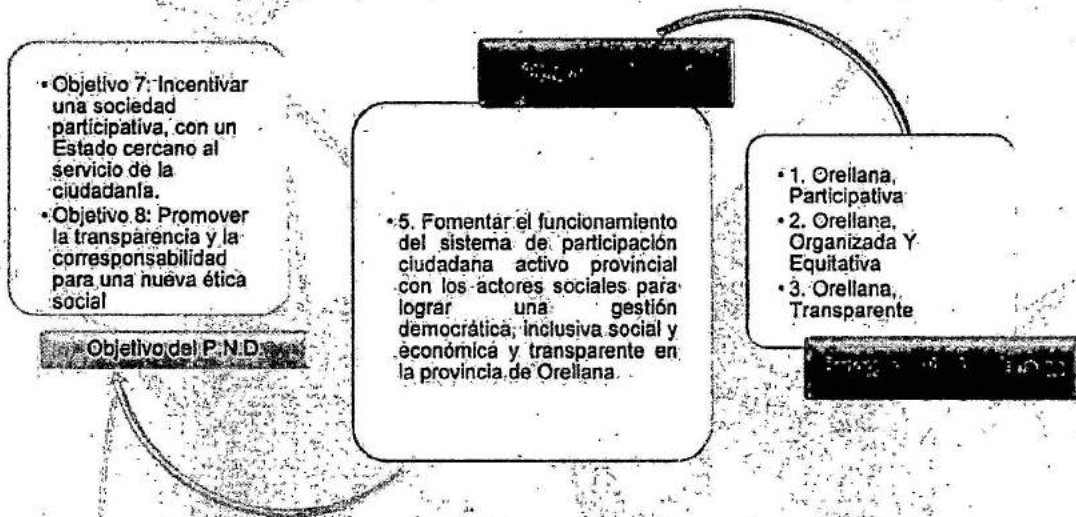 • Objetivo 7: Incentivar
una sociedad
participativa, con un
Estado cercano al
servicio de la
ciudadanía.
• Objetivo 8: Promover
la transparencia y la
corresponsabilidad
para una nueva ética
social
Objetivo del P.N.D.
• 5. Fomentar el funcionamiento
del sistema de participación
ciudadana activo provincial
con los actores sociales para
lograr una gestión
democrática, inclusiva social y
económica y transparente en
la provincia de Orellana.
• 1. Orellana,
Participativa
• 2. Orellana,
Organizada Y
Equitativa
• 3. Orellana,
Transparente